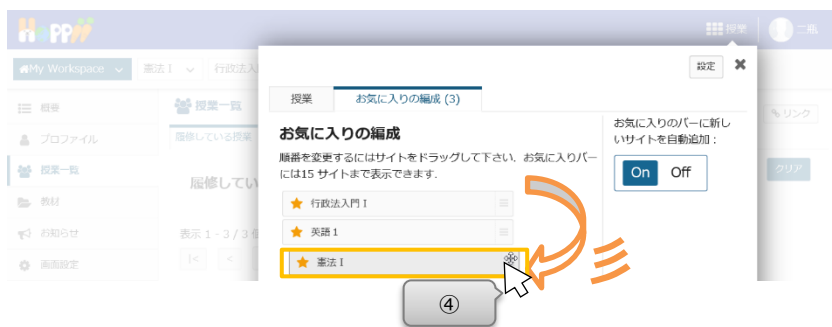 HoPPii
授業
二瓶
My Workspace
憲法 I
行政法入
設定
概要
プロファイル
授業一覧
教材
お知らせ
画面設定
授業一覧
履修している授業
履修してい
表示 1 - 3 / 3
|<
<
授業
お気に入りの編成 (3)
お気に入りの編成
順番を変更するにはサイトをドラッグして下さい．お気に入りバー
には15 サイトまで表示できます．
行政法入門 I
英語 1
憲法 I
お気に入りのバーに新し
いサイトを自動追加：
On Off
リンク
クリア
④